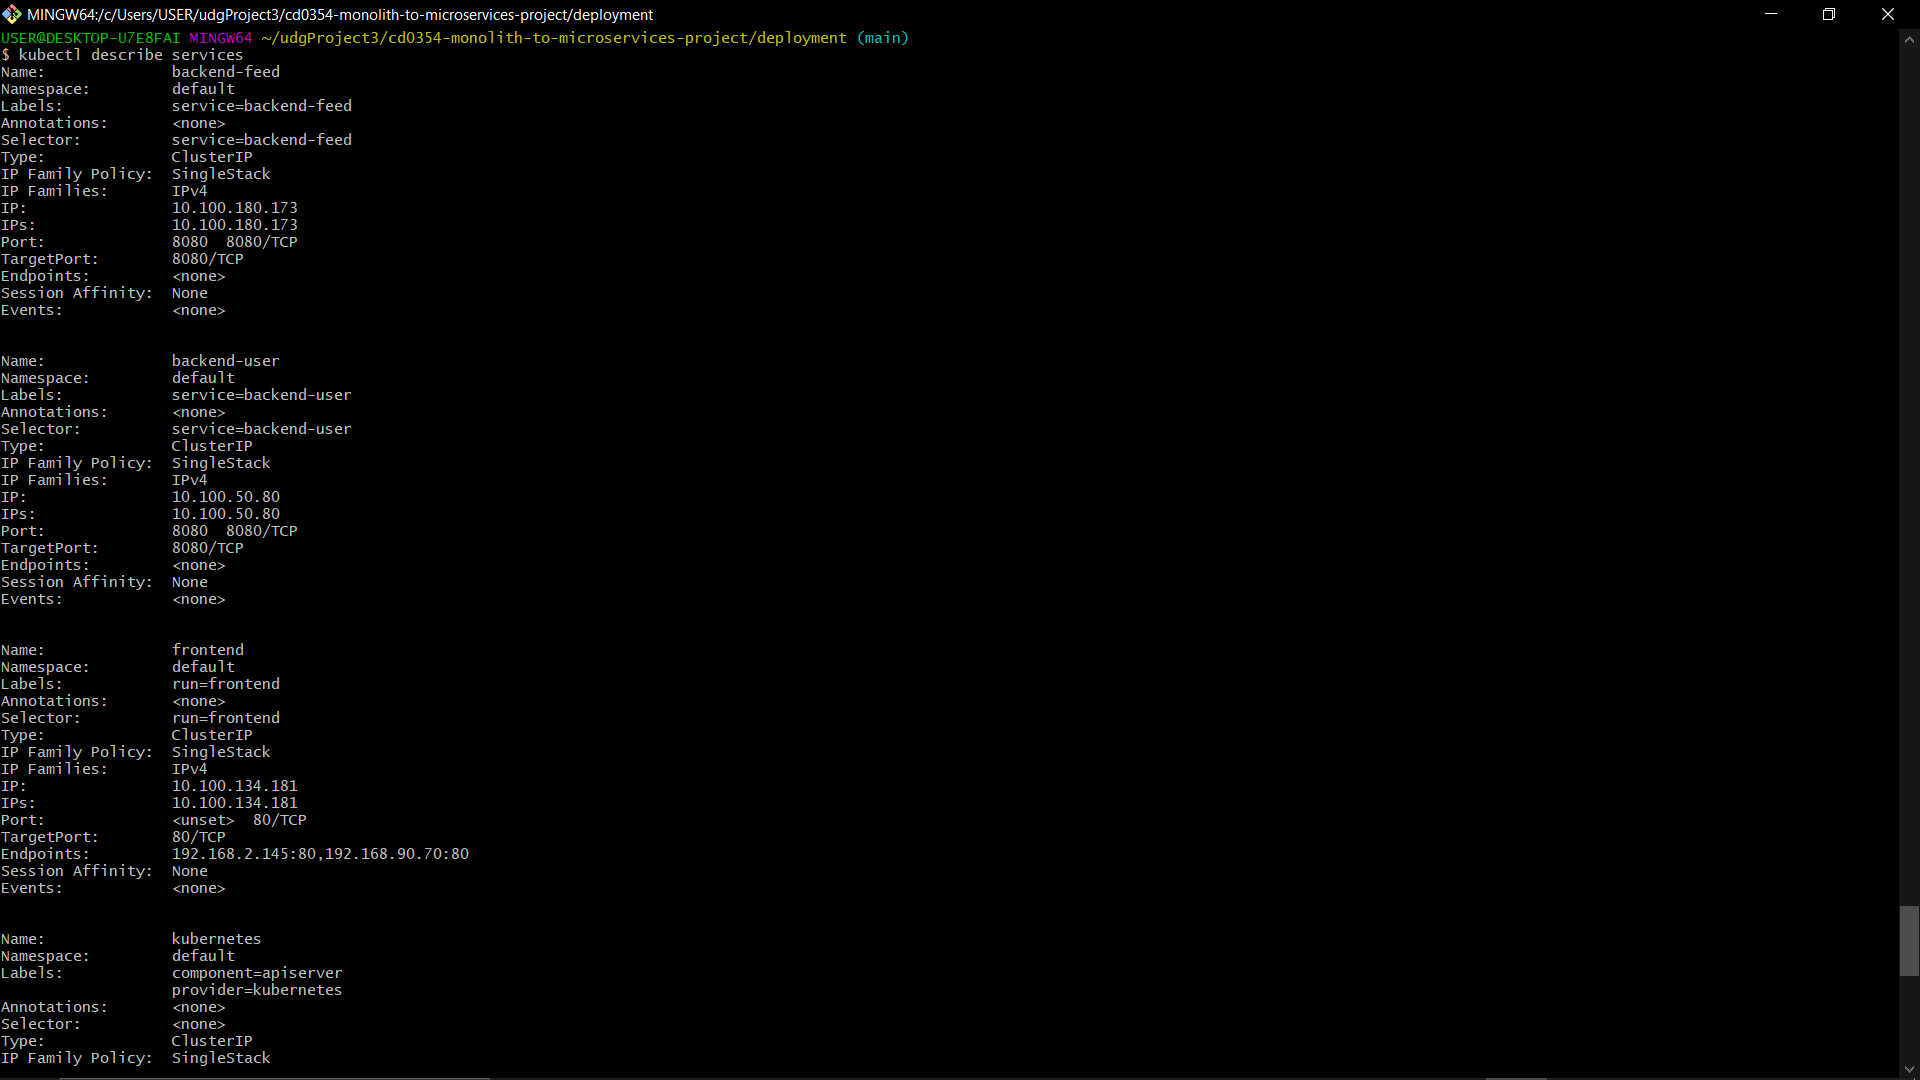 MINGW64:/c/Users/USER/udgProject3/cd0354-monolith-to-microservices-project/deployment
USER@DESKTOP-U7E8FAI MINGW64 ~/udgProject3/cd0354-monolith-to-microservices-project/deployment (main)
$ kubectl describe services
Name:              backend-feed
Namespace:         default
Labels:            service=backend-feed
Annotations:       <none>
Selector:          service=backend-feed
Type:              ClusterIP
IP Family Policy:  SingleStack
IP Families:       IPv4
IP:                10.100.180.173
IPs:               10.100.180.173
Port:              8080  8080/TCP
TargetPort:        8080/TCP
Endpoints:         <none>
Session Affinity:  None
Events:            <none>
Name:              backend-user
Namespace:         default
Labels:            service=backend-user
Annotations:       <none>
Selector:          service=backend-user
Type:              ClusterIP
IP Family Policy:  SingleStack
IP Families:       IPv4
IP:                10.100.50.80
IPs:               10.100.50.80
Port:              8080  8080/TCP
TargetPort:        8080/TCP
Endpoints:         <none>
Session Affinity:  None
Events:            <none>
Name:              frontend
Namespace:         default
Labels:            run=frontend
Annotations:       <none>
Selector:          run=frontend
Type:              ClusterIP
IP Family Policy:  SingleStack
IP Families:       IPv4
IP:                10.100.134.181
IPs:               10.100.134.181
Port:              <unset>  80/TCP
TargetPort:        80/TCP
Endpoints:         192.168.2.145:80,192.168.90.70:80
Session Affinity:  None
Events:            <none>
Name:              kubernetes
Namespace:         default
Labels:            component=apiserver
                   provider=kubernetes
Annotations:       <none>
Selector:          <none>
Type:              ClusterIP
IP Family Policy:  SingleStack